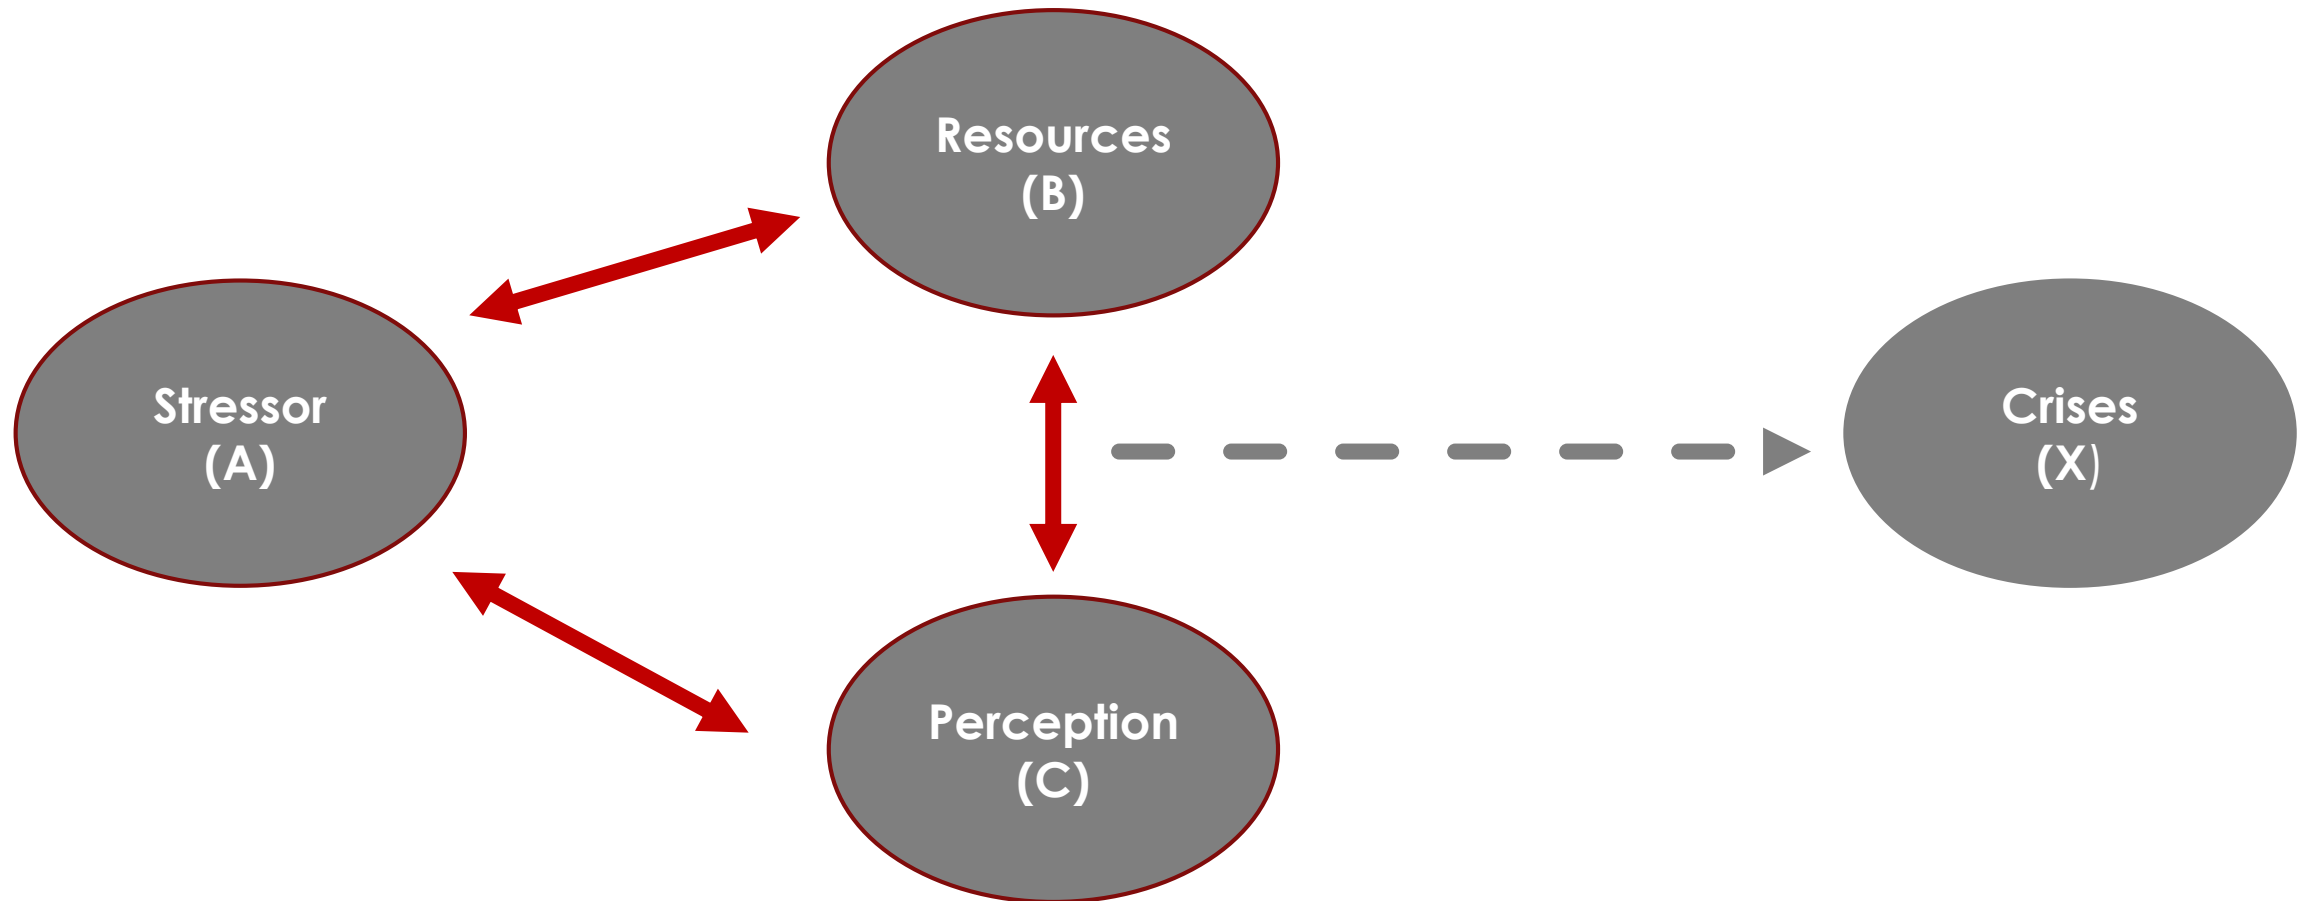 Resources
(B)
Stressor
(A)
Crises
(X)
Perception
(C)